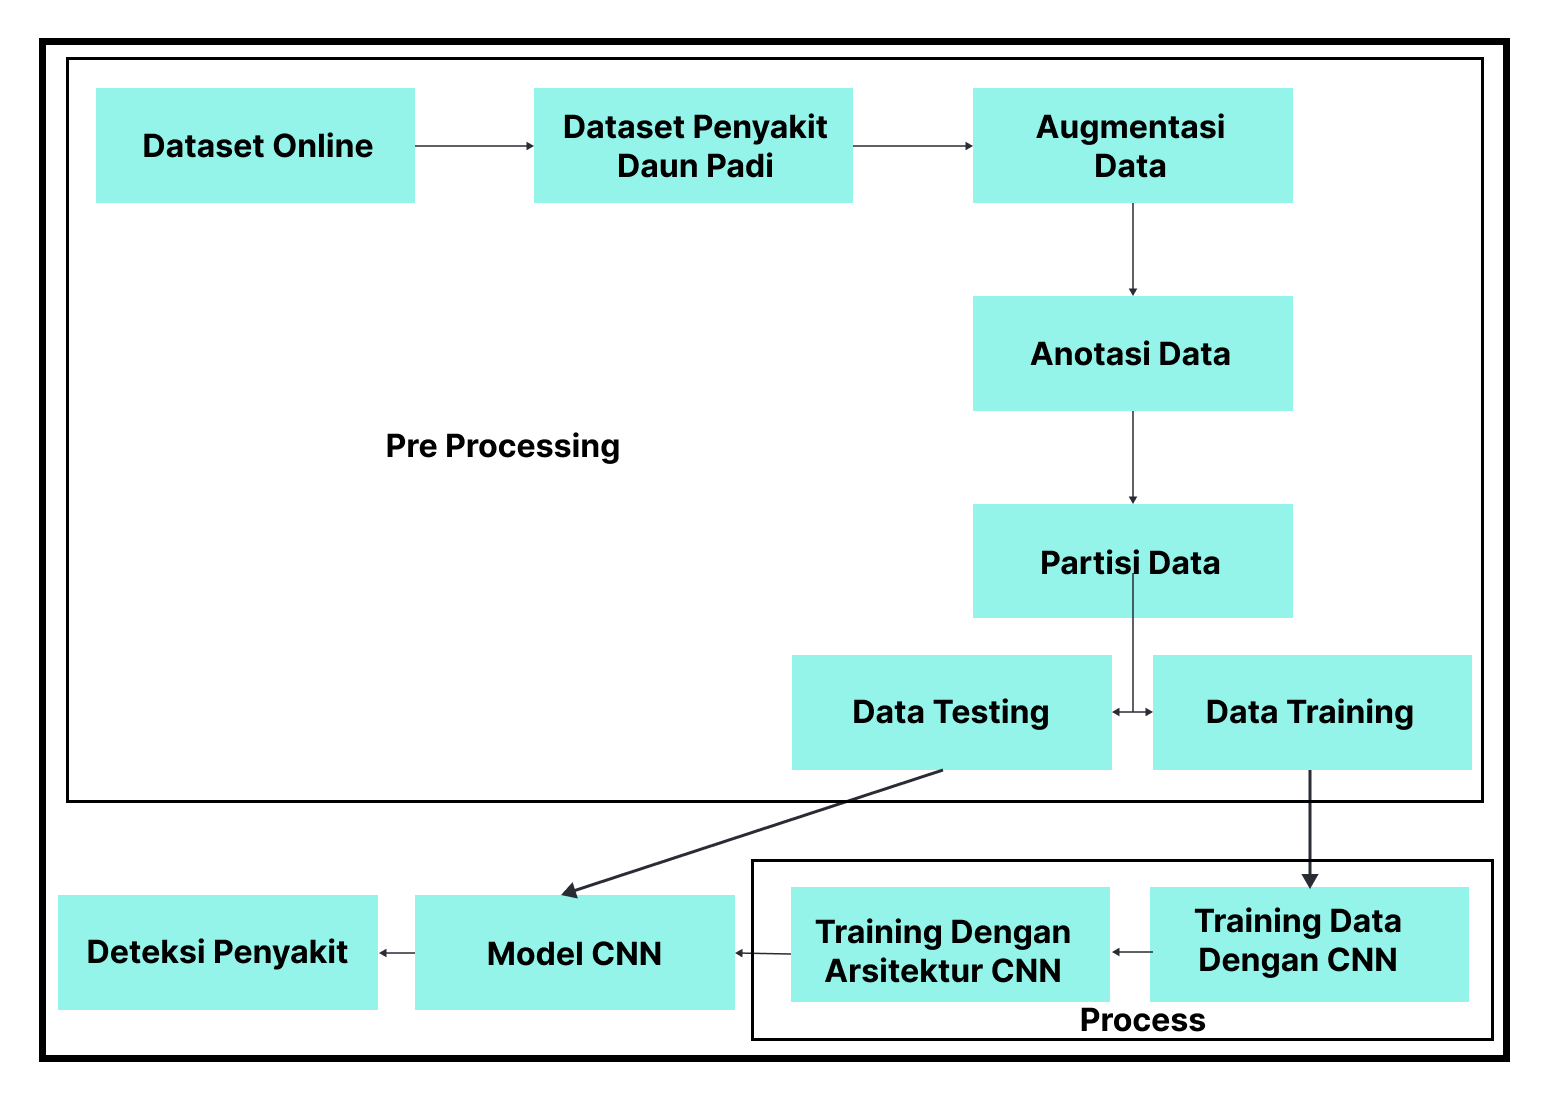 Dataset Online
Dataset Penyakit
Daun Padi
Augmentasi
Data
Anotasi Data
Pre Processing
Partisi Data
Data Testing
Data Training
Deteksi Penyakit
Model CNN
Training Dengan
Arsitektur CNN
Training Data
Dengan CNN
Process